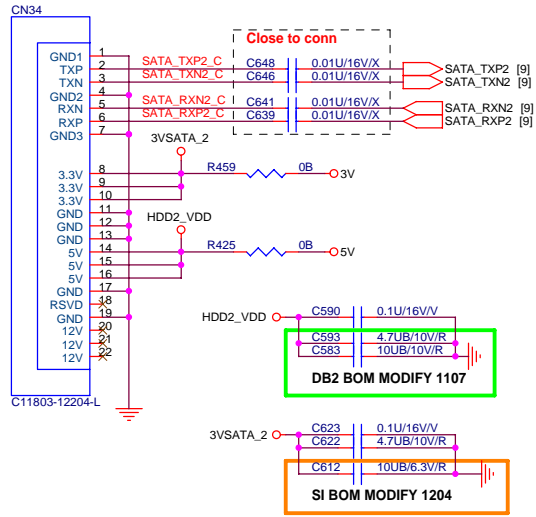 CN34
Close to conn
GND1 1
TXP 2 SATA_TXP2_C C648 0.01U/16V/X SATA_TXP2 [9]
TXN 3 SATA_TXN2_C C646 0.01U/16V/X SATA_TXN2 [9]
GND2 4
RXN 5 SATA_RXN2_C C641 0.01U/16V/X SATA_RXN2 [9]
RXP 6 SATA_RXP2_C C639 0.01U/16V/X SATA_RXP2 [9]
GND3 7
3VSATA_2
3.3V 8 R459 0B 3V
3.3V 9
3.3V 10
GND 11
GND 12 HDD2_VDD
GND 13
5V 14 R425 0B 5V
5V 15
5V 16
GND 17
RSVD 18
GND 19
12V 20
12V 21
12V 22
C11803-12204-L
HDD2_VDD C590 0.1U/16V/V
C593 4.7UB/10V/R
C583 10UB/10V/R
DB2 BOM MODIFY 1107
3VSATA_2 C623 0.1U/16V/V
C622 4.7UB/10V/R
C612 10UB/6.3V/R
SI BOM MODIFY 1204